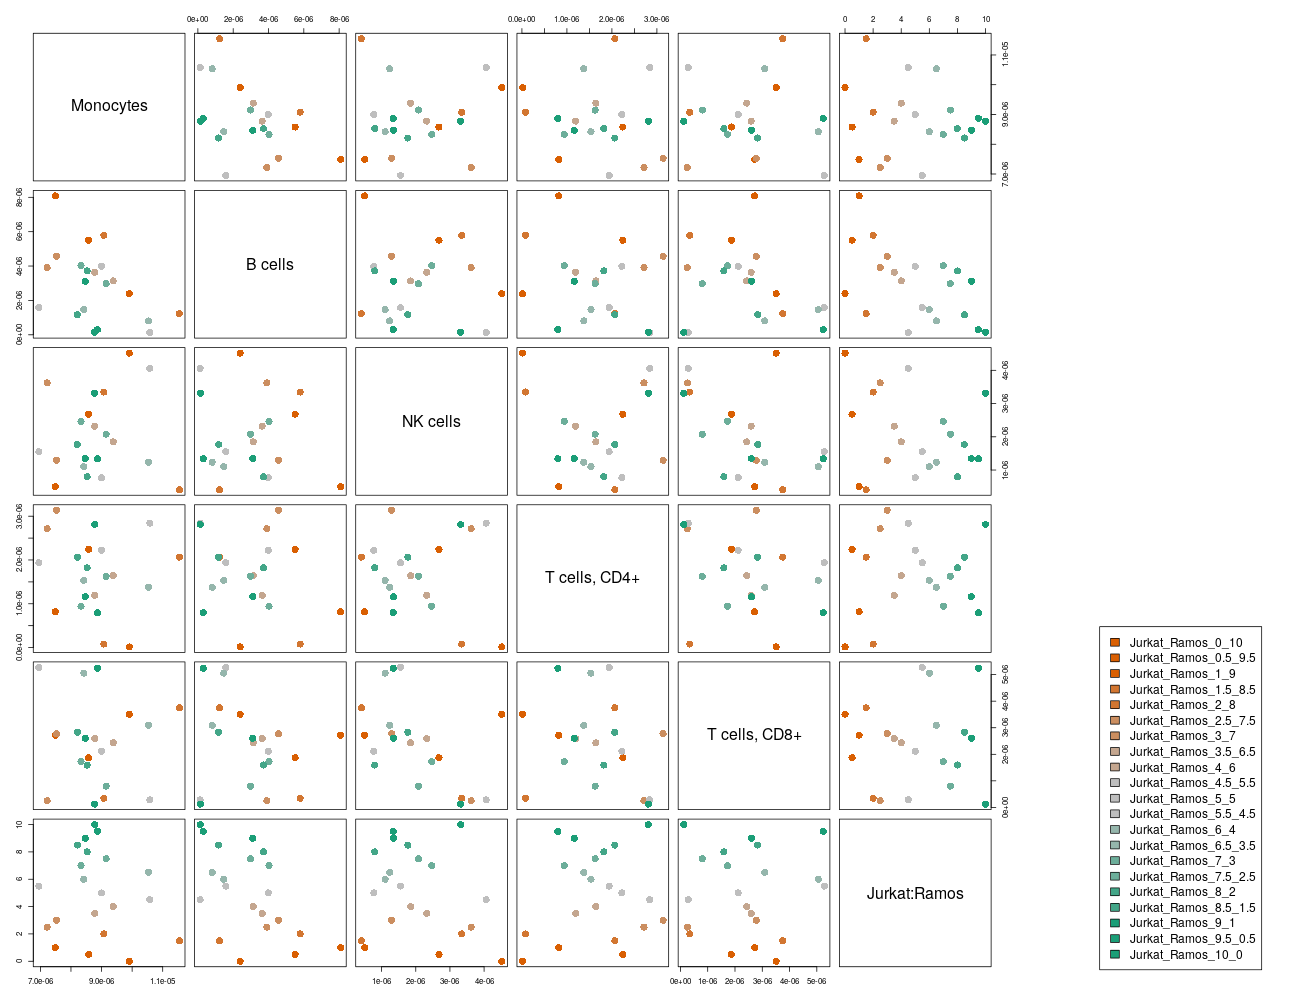 0e+00 2e-06 4e-06 6e-06 8e-06
0.0e+00 1.0e-06 2.0e-06 3.0e-06
0 2 4 6 8 10
Monocytes
7.0e-06 9.0e-06 1.1e-05
0e+00 2e-06 4e-06 6e-06 8e-06
B cells
NK cells
1e-06 2e-06 3e-06 4e-06
0.0e+00 1.0e-06 2.0e-06 3.0e-06
T cells, CD4+
T cells, CD8+
0e+00 2e-06 3e-06 5e-06
0 2 4 6 8 10
Jurkat:Ramos
7.0e-06 9.0e-06 1.1e-05
1e-06 2e-06 3e-06 4e-06
0e+00 1e-06 2e-06 3e-06 4e-06 5e-06
Jurkat_Ramos_0_10
Jurkat_Ramos_0.5_9.5
Jurkat_Ramos_1_9
Jurkat_Ramos_1.5_8.5
Jurkat_Ramos_2_8
Jurkat_Ramos_2.5_7.5
Jurkat_Ramos_3_7
Jurkat_Ramos_3.5_6.5
Jurkat_Ramos_4_6
Jurkat_Ramos_4.5_5.5
Jurkat_Ramos_5_5
Jurkat_Ramos_5.5_4.5
Jurkat_Ramos_6_4
Jurkat_Ramos_6.5_3.5
Jurkat_Ramos_7_3
Jurkat_Ramos_7.5_2.5
Jurkat_Ramos_8_2
Jurkat_Ramos_8.5_1.5
Jurkat_Ramos_9_1
Jurkat_Ramos_9.5_0.5
Jurkat_Ramos_10_0